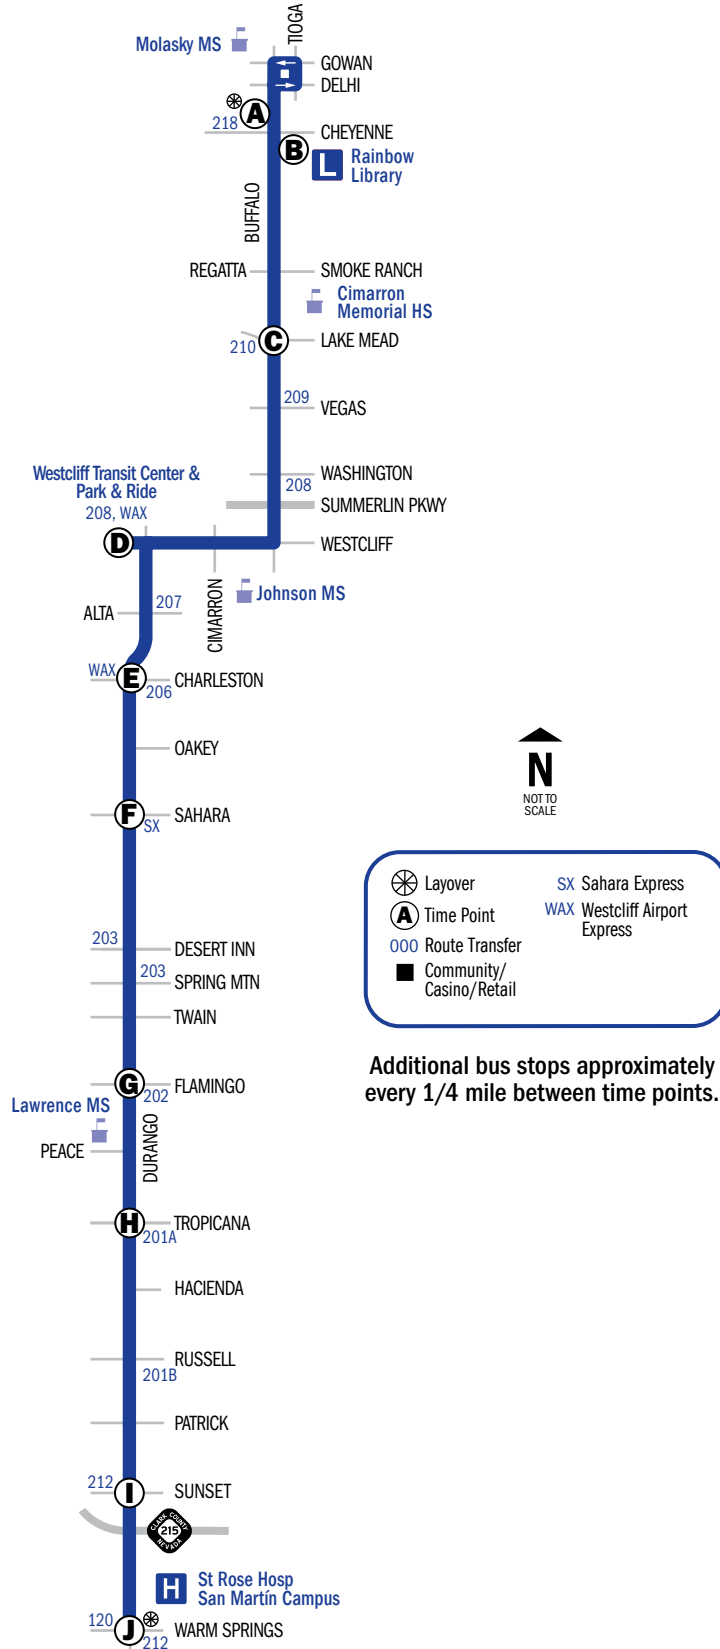 TIOGA
Molasky MS
GOWAN
DELHI
A
218
CHEYENNE
B
L
Rainbow
Library
BUFFALO
REGATTA
SMOKE RANCH
Cimarron
Memorial HS
C
210
LAKE MEAD
209
VEGAS
WASHINGTON
208
SUMMERLIN PKWY
Westcliff Transit Center &
Park & Ride
208, WAX
D
WESTCLIFF
CIMARRON
Johnson MS
207
ALTA
WAX
E
206
CHARLESTON
OAKEY
F
SX
SAHARA
203
DESERT INN
203
SPRING MTN
TWAIN
G
202
FLAMINGO
Lawrence MS
DURANGO
PEACE
H
201A
TROPICANA
HACIENDA
RUSSELL
201B
PATRICK
212
I
SUNSET
CLARK COUNTY
215
NEVADA
H
St Rose Hosp
San Martín Campus
120
J
212
WARM SPRINGS
N
NOT TO
SCALE
Layover
A
Time Point
000 Route Transfer
Community/
Casino/Retail
SX Sahara Express
WAX Westcliff Airport
Express
Additional bus stops approximately
every 1/4 mile between time points.